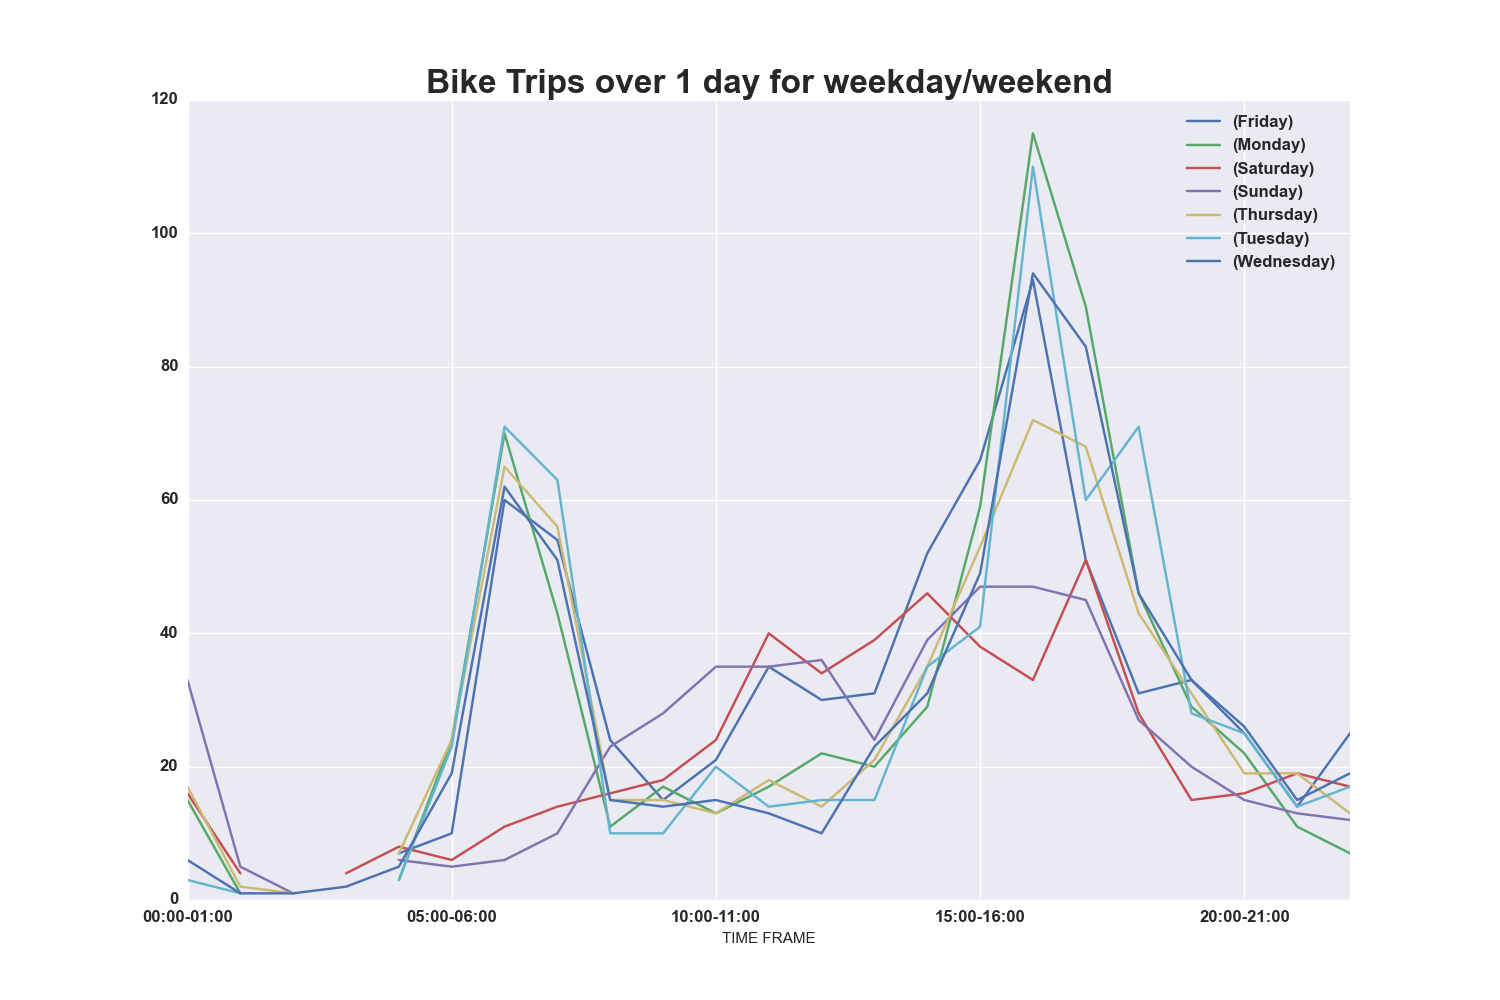 Bike Trips over 1 day for weekday/weekend
120
100
80
60
40
20
0
(Friday)
(Monday)
(Saturday)
(Sunday)
(Thursday)
(Tuesday)
(Wednesday)
00:00-01:00 05:00-06:00 10:00-11:00 15:00-16:00 20:00-21:00
TIME FRAME